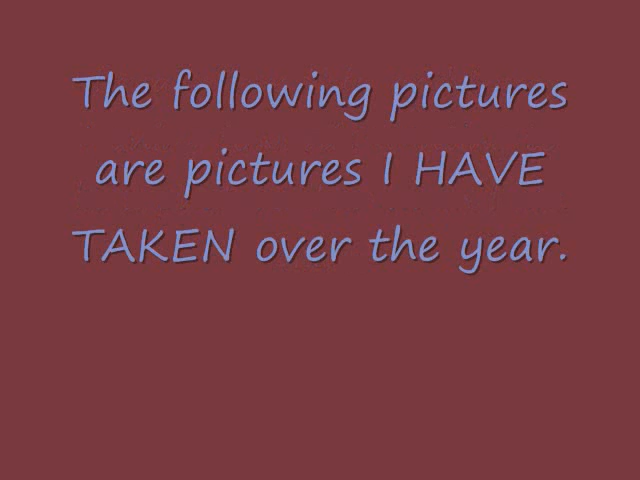 The following pictures
are pictures I HAVE
TAKEN over the year.